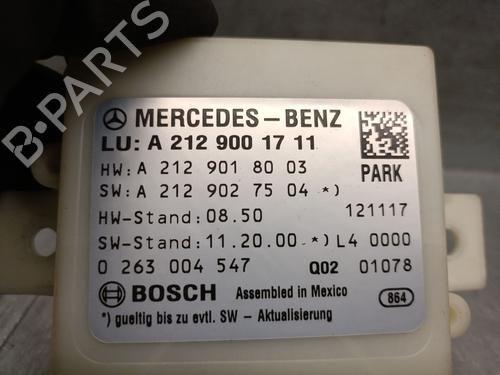 MERCEDES-BENZ
LU: A 212 900 17 11
HW: A 212 901 80 03
SW: A 212 902 75 04 *)
PARK
HW-Stand: 08.50
121117
SW-Stand: 11.20.00 *) L4 0000
0 263 004 547 Q02 01078
BOSCH Assembled in Mexico
864
*) gueltig bis zu evtl. SW - Aktualisierung
B-PARTS